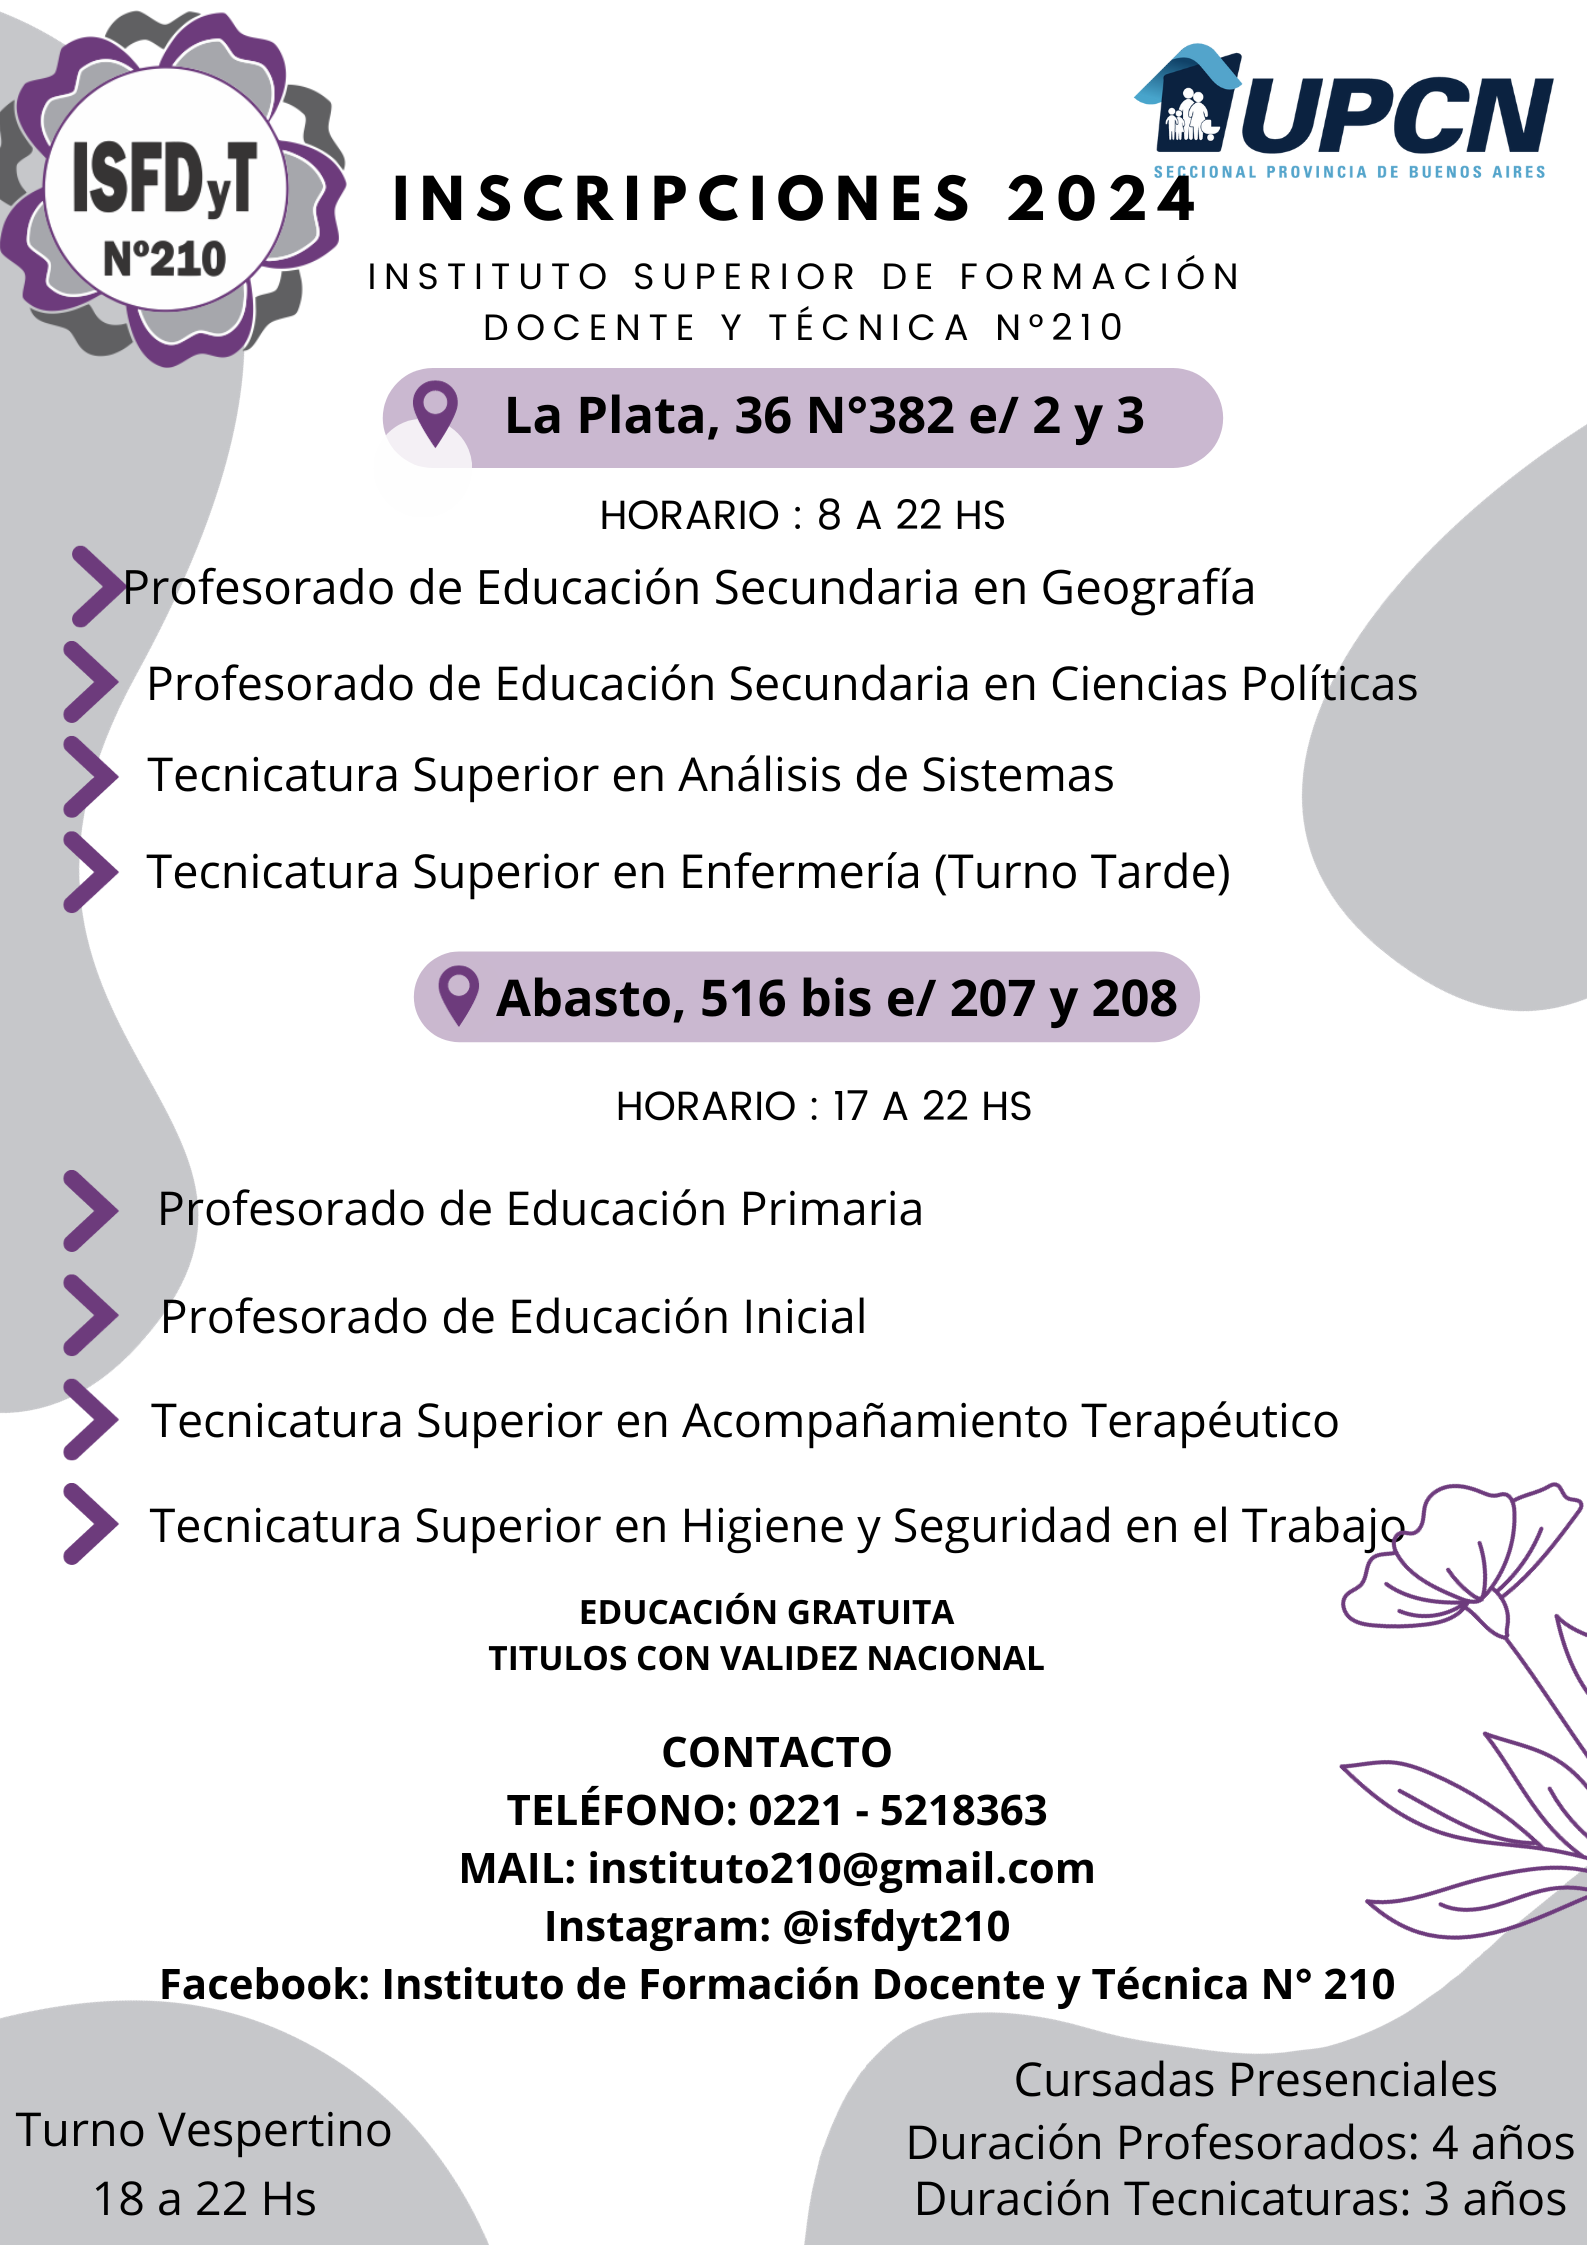 ISFDyT
N°210
UPCN
SECCIONAL PROVINCIA DE BUENOS AIRES
INSCRIPCIONES 2024
INSTITUTO SUPERIOR DE FORMACIÓN
DOCENTE Y TÉCNICA N°210
La Plata, 36 N°382 e/ 2 y 3
HORARIO : 8 A 22 HS
Profesorado de Educación Secundaria en Geografía
Profesorado de Educación Secundaria en Ciencias Políticas
Tecnicatura Superior en Análisis de Sistemas
Tecnicatura Superior en Enfermería (Turno Tarde)
Abasto, 516 bis e/ 207 y 208
HORARIO : 17 A 22 HS
Profesorado de Educación Primaria
Profesorado de Educación Inicial
Tecnicatura Superior en Acompañamiento Terapéutico
Tecnicatura Superior en Higiene y Seguridad en el Trabajo
EDUCACIÓN GRATUITA
TITULOS CON VALIDEZ NACIONAL
CONTACTO
TELÉFONO: 0221 - 5218363
MAIL: instituto210@gmail.com
Instagram: @isfdyt210
Facebook: Instituto de Formación Docente y Técnica N° 210
Turno Vespertino
18 a 22 Hs
Cursadas Presenciales
Duración Profesorados: 4 años
Duración Tecnicaturas: 3 años